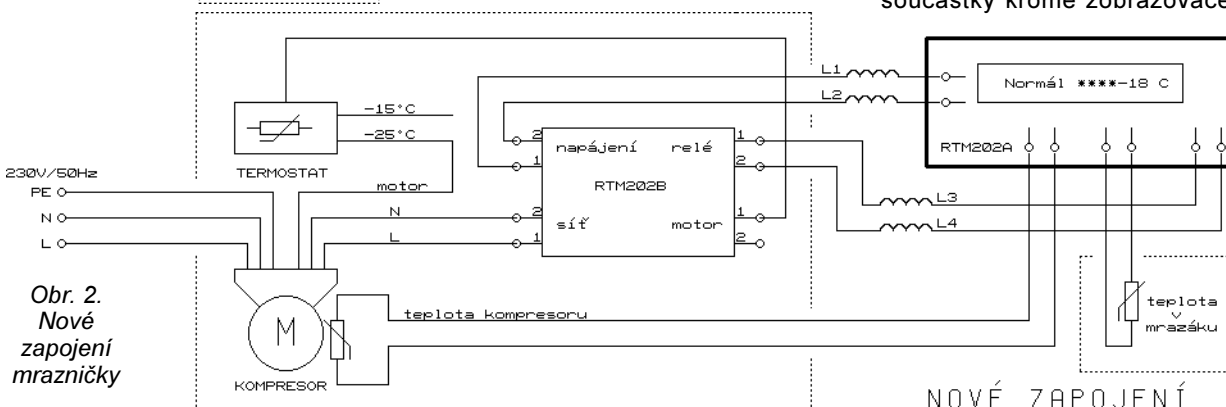 součástky kromě zobrazovače
L1
L2
Normál ****-18 C
RTM202A
-15°C
-25°C
TERMOSTAT
motor
230V/50Hz
PE
N
L
N
L
2
napájení
relé
1
1
2
RTM202B
2
síť
motor
1
1
2
L3
L4
teplota
v
mrazáku
teplota kompresoru
M
KOMPRESOR
Obr. 2.
Nové
zapojení
mrazničky
NOVÉ ZAPOJENÍ